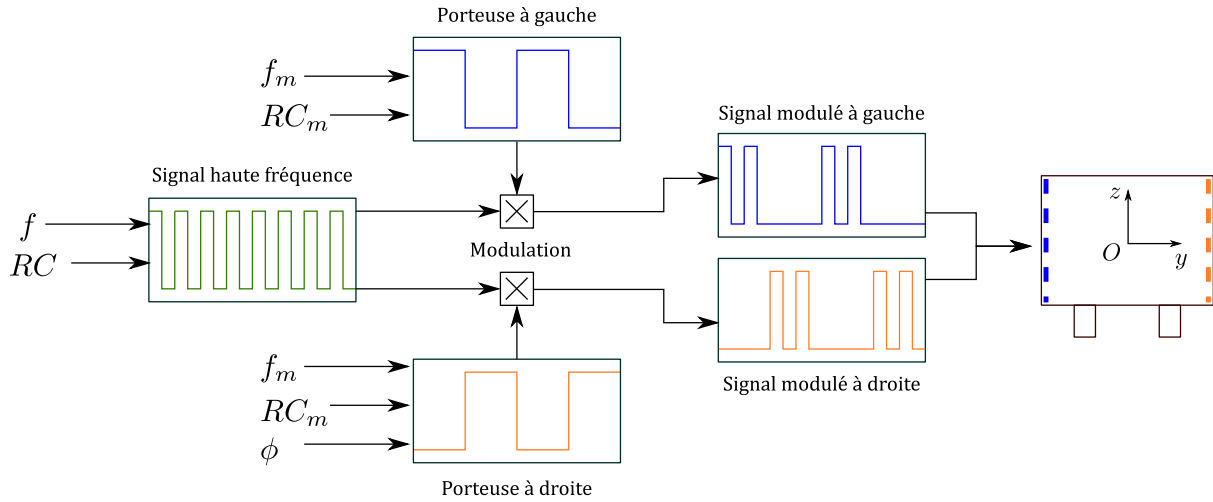 Porteuse à gauche
f_m
RC_m
Signal modulé à gauche
Signal haute fréquence
f
RC
Modulation
z
O
y
f_m
RC_m
ϕ
Signal modulé à droite
Porteuse à droite